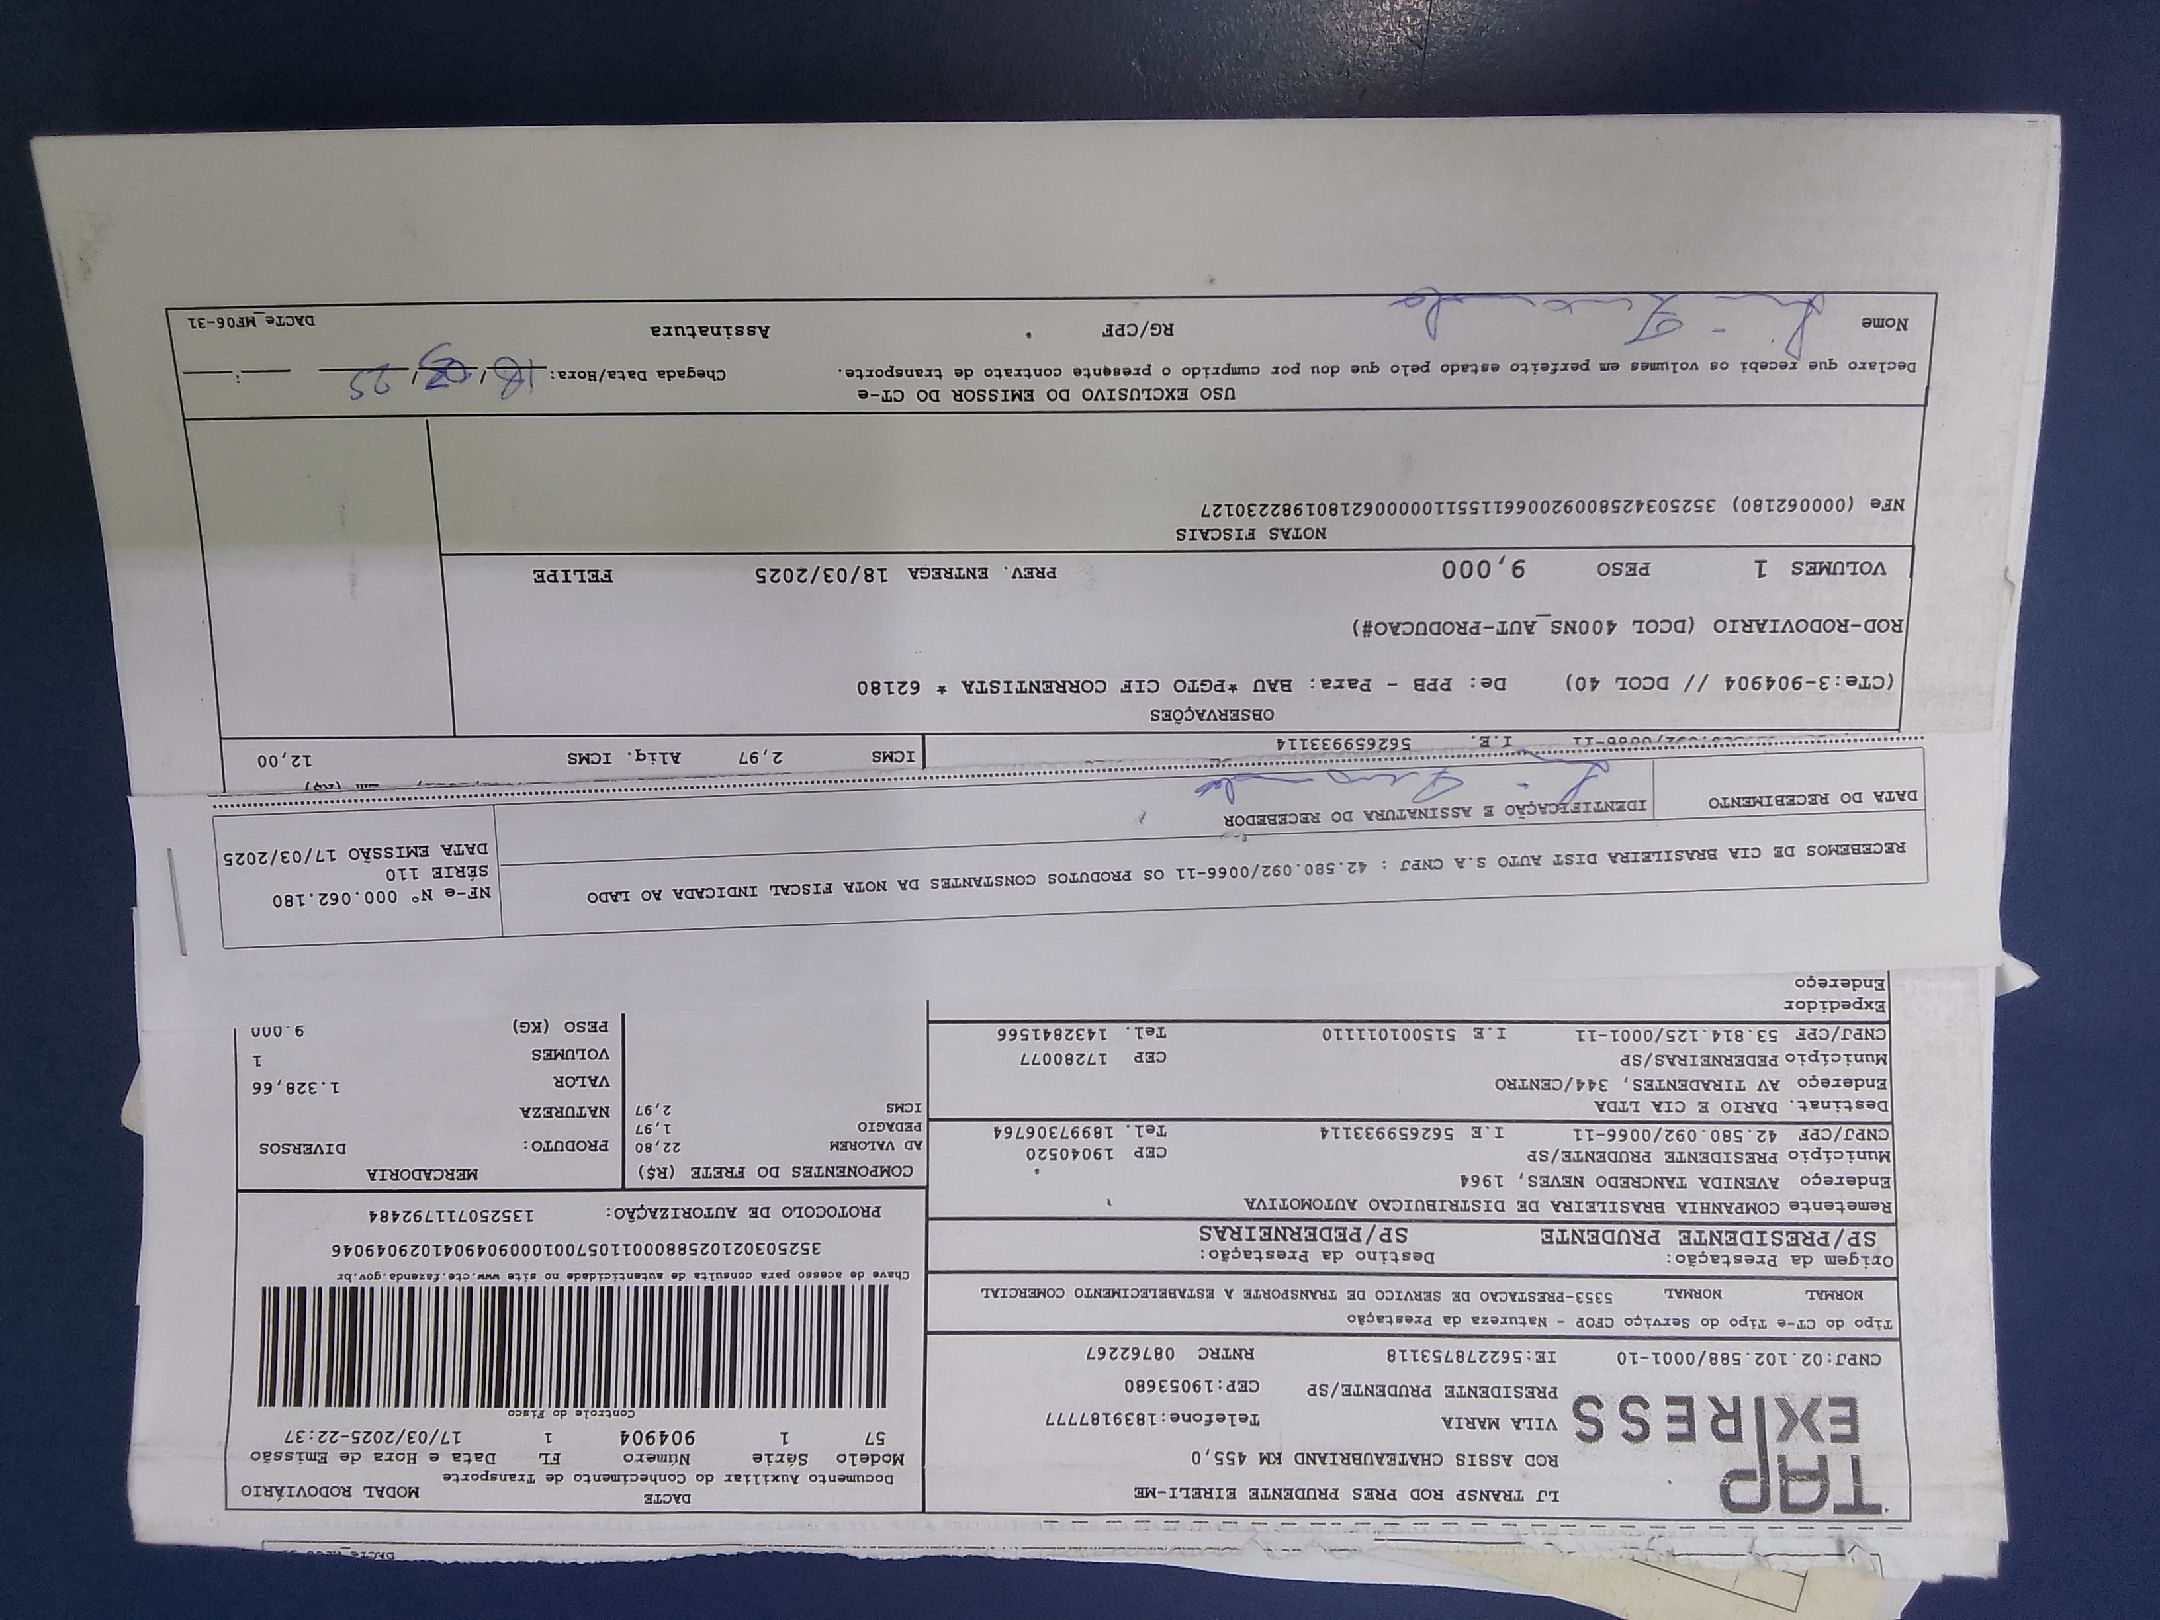 TAP
EXPRESS
LJ TRANSP ROD PRES PRUDENTE EIRELI-ME
ROD ASSIS CHATEAUBRIAND KM 455,0
VILA MARIA Telefone:1839187777
PRESIDENTE PRUDENTE/SP CEP:19053680
CNPJ:02.102.588/0001-10 IE:562278753118 RNTRC 08762267
DACTE MODAL RODOVIÁRIO
Documento Auxiliar do Conhecimento de Transporte
Modelo Série Número FL Data e Hora de Emissão
57 1 904904 1 17/03/2025-22:37
Controle do Fisco
Chave de acesso para consulta de autenticidade no site www.cte.fazenda.gov.br
35250302102588000110570010009049041029049046
PROTOCOLO DE AUTORIZAÇÃO: 135250711792484
Tipo do CT-e Tipo do Serviço CFOP - Natureza da Prestação
NORMAL NORMAL 5353-PRESTACAO DE SERVICO DE TRANSPORTE A ESTABELECIMENTO COMERCIAL
Origem da Prestação: Destino da Prestação:
SP/PRESIDENTE PRUDENTE SP/PEDERNEIRAS
Remetente COMPANHIA BRASILEIRA DE DISTRIBUICAO AUTOMOTIVA
Endereço AVENIDA TANCREDO NEVES, 1964
Município PRESIDENTE PRUDENTE/SP CEP 19040520
CNPJ/CPF 42.580.092/0066-11 I.E 562659933114 Tel. 18997306764
Destinat. DARIO E CIA LTDA
Endereço AV TIRADENTES, 344/CENTRO
Município PEDERNEIRAS/SP CEP 17280077
CNPJ/CPF 53.814.125/0001-11 I.E 515001011110 Tel. 1432841566
Expedidor
Endereço
COMPONENTES DO FRETE (R$)
AD VALOREM 22,80
PEDAGIO 1,97
ICMS 2,97
MERCADORIA
PRODUTO: DIVERSOS
NATUREZA
VALOR 1.328,66
VOLUMES 1
PESO (KG) 9.000
RECEBEMOS DE CIA BRASILEIRA DIST AUTO S.A CNPJ : 42.580.092/0066-11 OS PRODUTOS CONSTANTES DA NOTA FISCAL INDICADA AO LADO
NF-e Nº 000.062.180
SÉRIE 110
DATA EMISSÃO 17/03/2025
DATA DO RECEBIMENTO IDENTIFICAÇÃO E ASSINATURA DO RECEBEDOR
I.E. 562659933114
ICMS 2,97 Aliq. ICMS 12,00
OBSERVAÇÕES
(CTe:3-904904 // DCOL 40) De: PPB - Para: BAU *PGTO CIF CORRENTISTA * 62180
ROD-RODOVIARIO (DCOL 400NS_AUT-PRODUCAO#)
VOLUMES 1 PESO 9,000 PREV. ENTREGA 18/03/2025 FELIPE
NOTAS FISCAIS
NFe (000062180) 35250342580092006611551100000621801982230127
USO EXCLUSIVO DO EMISSOR DO CT-e
Declaro que recebi os volumes em perfeito estado pelo que dou por cumprido o presente contrato de transporte. Chegada Data/Hora: 18/03/25
Nome RG/CPF Assinatura DACTe_MF06-31